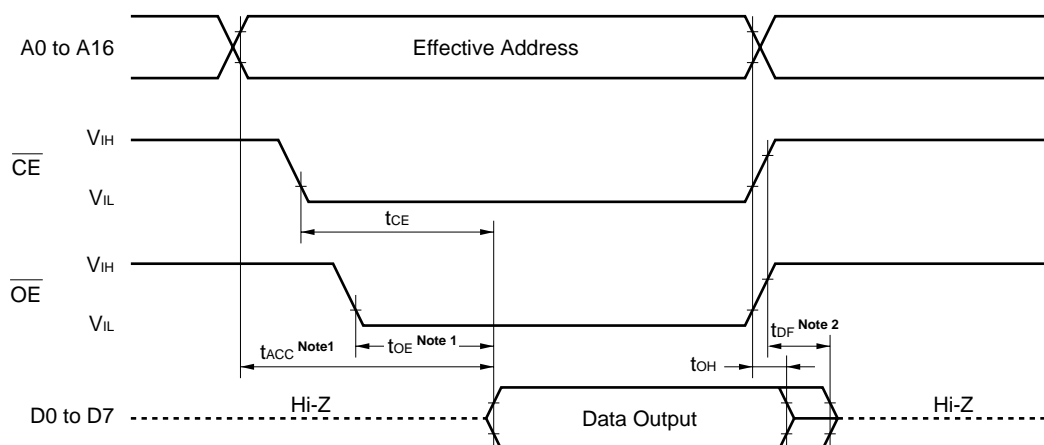 A0 to A16
Effective Address
VIH
CE
VIL
tCE
VIH
OE
VIL
tACC Note1
tOE Note 1
tDF Note 2
tOH
D0 to D7
Hi-Z
Data Output
Hi-Z